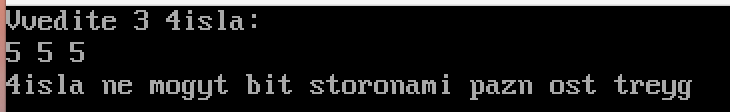 Vvedite 3 4isla:
5 5 5
4isla ne mogyt bit storonami pazn ost treyg